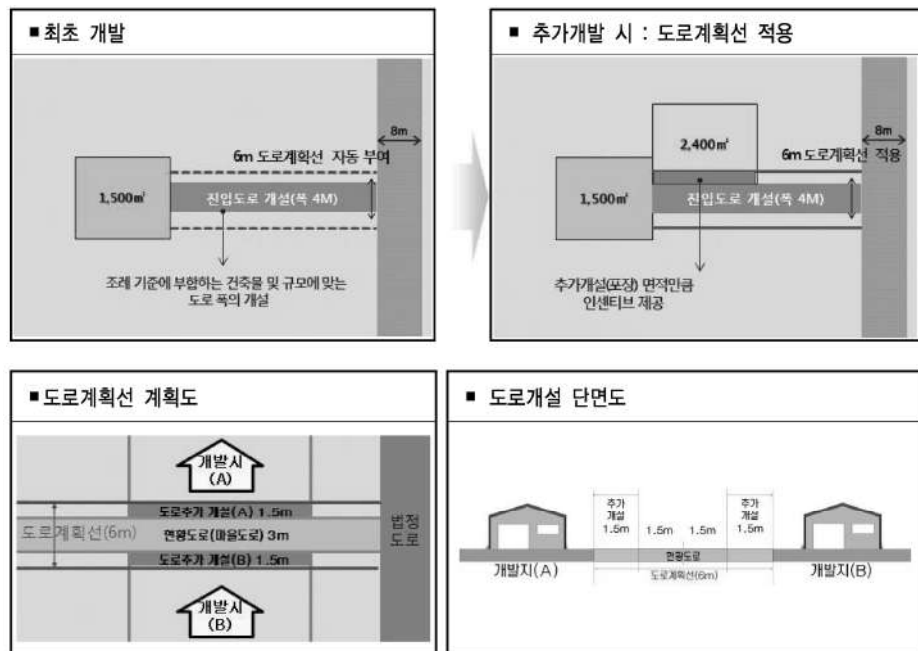 ■ 최초 개발
8m
6m 도로계획선 자동 부여
1,500㎡
진입도로 개설(폭 4M)
조례 기준에 부합하는 건축물 및 규모에 맞는
도로 폭의 개설
■ 추가개발 시 : 도로계획선 적용
8m
2,400㎡
6m 도로계획선 적용
1,500㎡
진입도로 개설(폭 4M)
추가개설(포장) 면적만큼
인센티브 제공
■ 도로계획선 계획도
개발시
(A)
도로추가 개설(A) 1.5m
도로계획선(6m)
현황도로(마을도로) 3m
도로추가 개설(B) 1.5m
법정
도로
개발시
(B)
■ 도로개설 단면도
추가
개설
1.5m
1.5m
1.5m
추가
개설
1.5m
현황도로
개발지(A)
도로계획선(6m)
개발지(B)